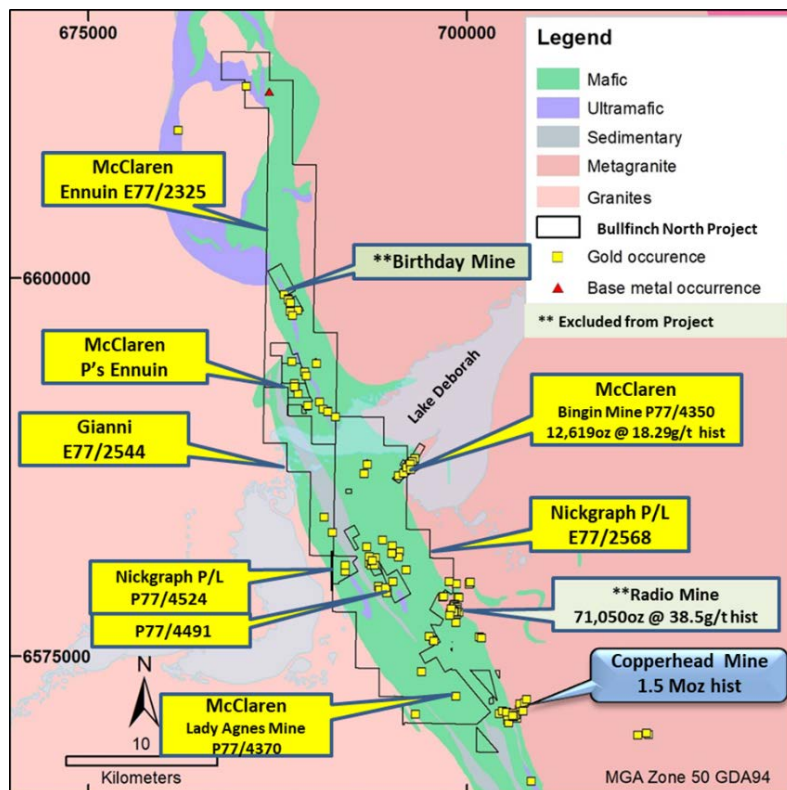 675000
700000
Legend
Mafic
Ultramafic
Sedimentary
Metagranite
Granites
Bullfinch North Project
Gold occurence
Base metal occurrence
** Excluded from Project
McClaren
Ennuin E77/2325
6600000
**Birthday Mine
McClaren
P's Ennuin
Lake Deborah
McClaren
Bingin Mine P77/4350
12,619oz @ 18.29g/t hist
Gianni
E77/2544
Nickgraph P/L
E77/2568
Nickgraph P/L
P77/4524
P77/4491
**Radio Mine
71,050oz @ 38.5g/t hist
6575000
N
Copperhead Mine
1.5 Moz hist
McClaren
Lady Agnes Mine
P77/4370
10
Kilometers
MGA Zone 50 GDA94